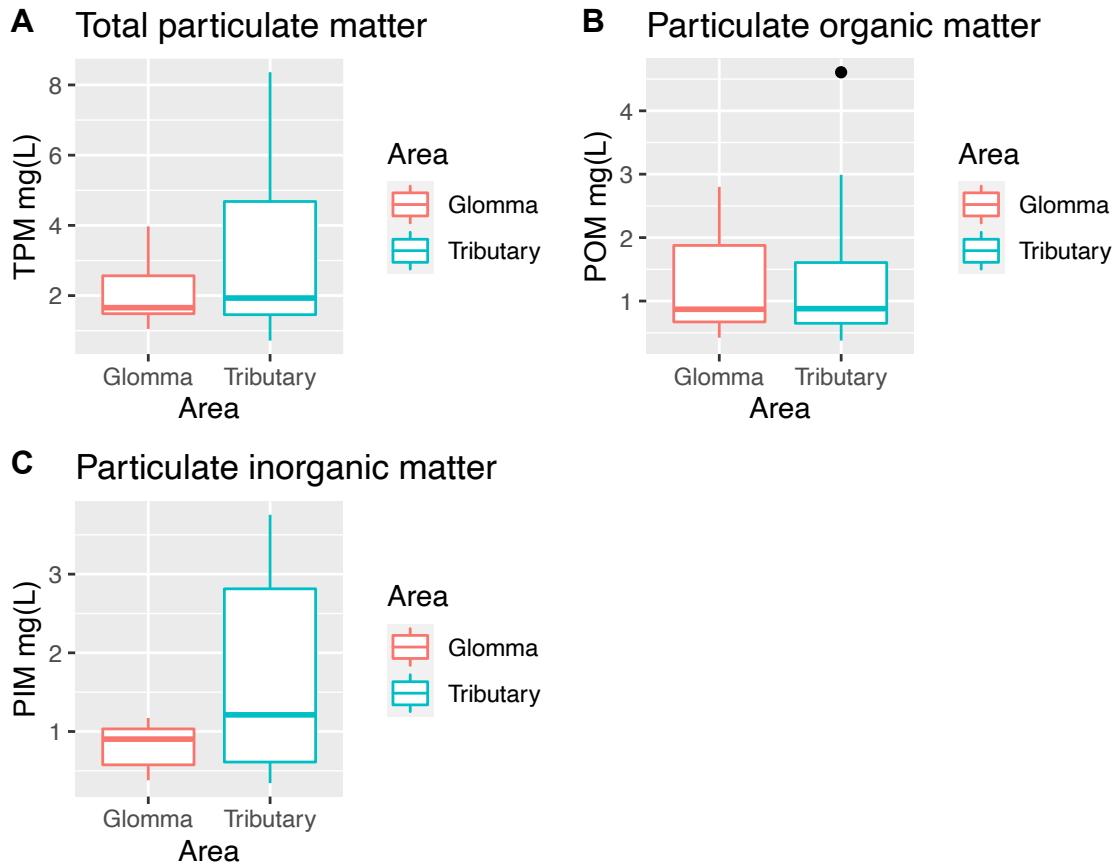 A Total particulate matter
TPM mg(L)
8
6
4
2
Glomma Tributary
Area
Area
Glomma
Tributary
B Particulate organic matter
POM mg(L)
4
3
2
1
Glomma Tributary
Area
Area
Glomma
Tributary
C Particulate inorganic matter
PIM mg(L)
3
2
1
Glomma Tributary
Area
Area
Glomma
Tributary